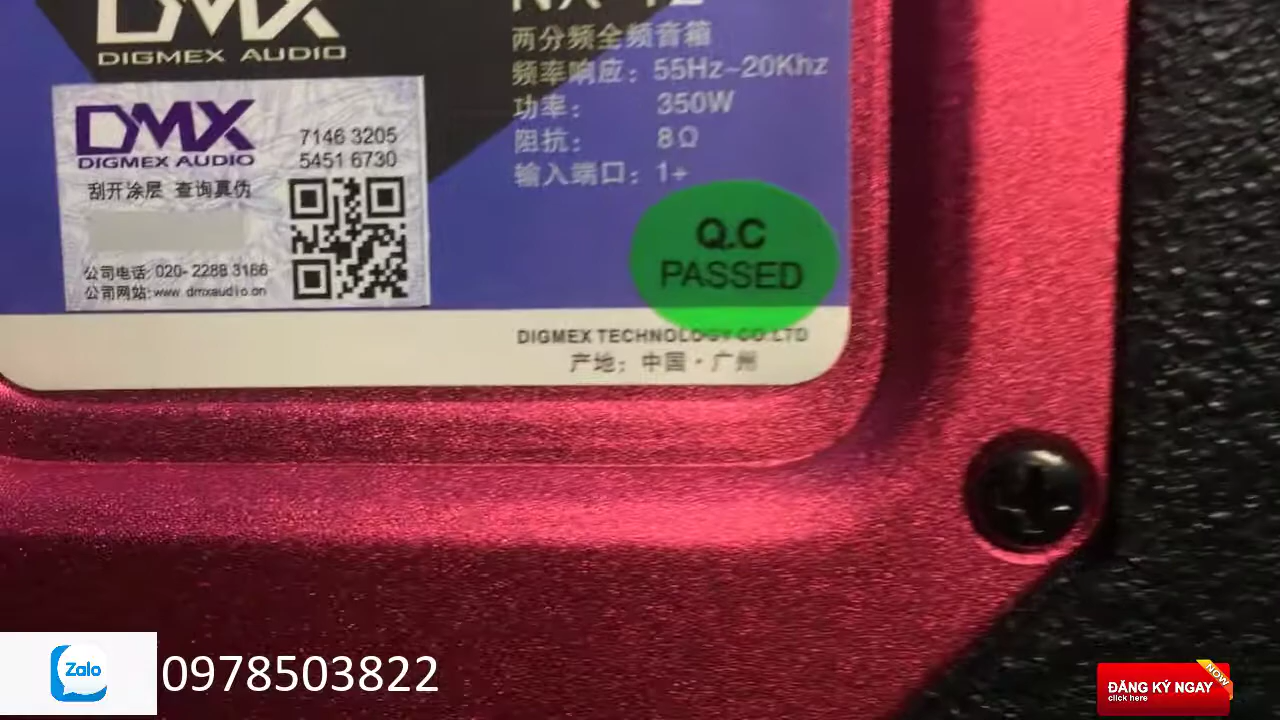 DMX
DIGMEX AUDIO
两分频全频音箱
频率响应：55Hz~20Khz
功率：350W
阻抗：8Ω
输入端口：1+
DMX
DIGMEX AUDIO
7146 3205
5451 6730
刮开涂层 查询真伪
公司电话: 020- 2288 3166
公司网站:www. dmxaudio.cn
Q.C
PASSED
DIGMEX TECHNOLOGY CO.LTD
产地：中国·广州
Zalo
0978503822
ĐĂNG KÝ NGAY
click here
NOW